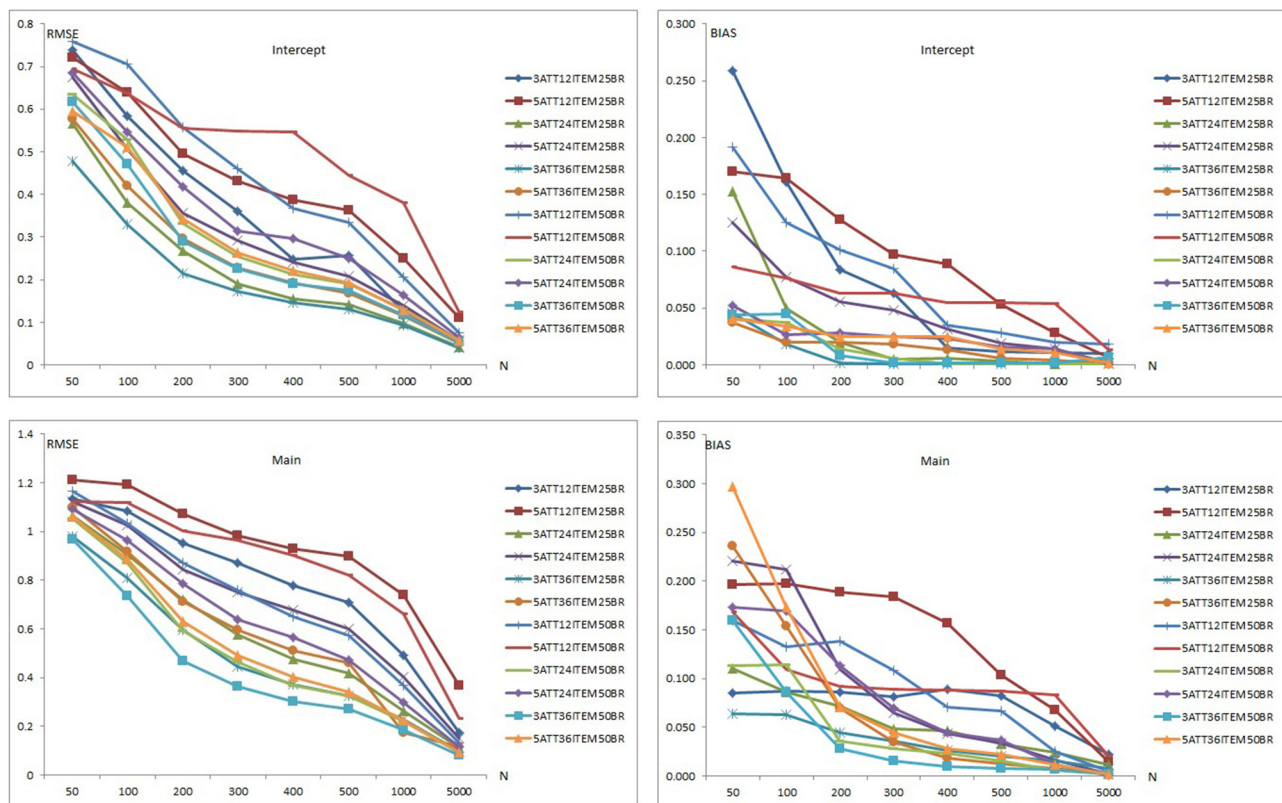 RMSE
Intercept
0.8
0.7
0.6
0.5
0.4
0.3
0.2
0.1
0
50 100 200 300 400 500 1000 5000
N
3ATT12ITEM25BR
5ATT12ITEM25BR
3ATT24ITEM25BR
5ATT24ITEM25BR
3ATT36ITEM25BR
5ATT36ITEM25BR
3ATT12ITEM50BR
5ATT12ITEM50BR
3ATT24ITEM50BR
5ATT24ITEM50BR
3ATT36ITEM50BR
5ATT36ITEM50BR
BIAS
Intercept
0.300
0.250
0.200
0.150
0.100
0.050
0.000
50 100 200 300 400 500 1000 5000
N
3ATT12ITEM25BR
5ATT12ITEM25BR
3ATT24ITEM25BR
5ATT24ITEM25BR
3ATT36ITEM25BR
5ATT36ITEM25BR
3ATT12ITEM50BR
5ATT12ITEM50BR
3ATT24ITEM50BR
5ATT24ITEM50BR
3ATT36ITEM50BR
5ATT36ITEM50BR
RMSE
Main
1.4
1.2
1
0.8
0.6
0.4
0.2
0
50 100 200 300 400 500 1000 5000
N
3ATT12ITEM25BR
5ATT12ITEM25BR
3ATT24ITEM25BR
5ATT24ITEM25BR
3ATT36ITEM25BR
5ATT36ITEM25BR
3ATT12ITEM50BR
5ATT12ITEM50BR
3ATT24ITEM50BR
5ATT24ITEM50BR
3ATT36ITEM50BR
5ATT36ITEM50BR
BIAS
Main
0.350
0.300
0.250
0.200
0.150
0.100
0.050
0.000
50 100 200 300 400 500 1000 5000
N
3ATT12ITEM25BR
5ATT12ITEM25BR
3ATT24ITEM25BR
5ATT24ITEM25BR
3ATT36ITEM25BR
5ATT36ITEM25BR
3ATT12ITEM50BR
5ATT12ITEM50BR
3ATT24ITEM50BR
5ATT24ITEM50BR
3ATT36ITEM50BR
5ATT36ITEM50BR